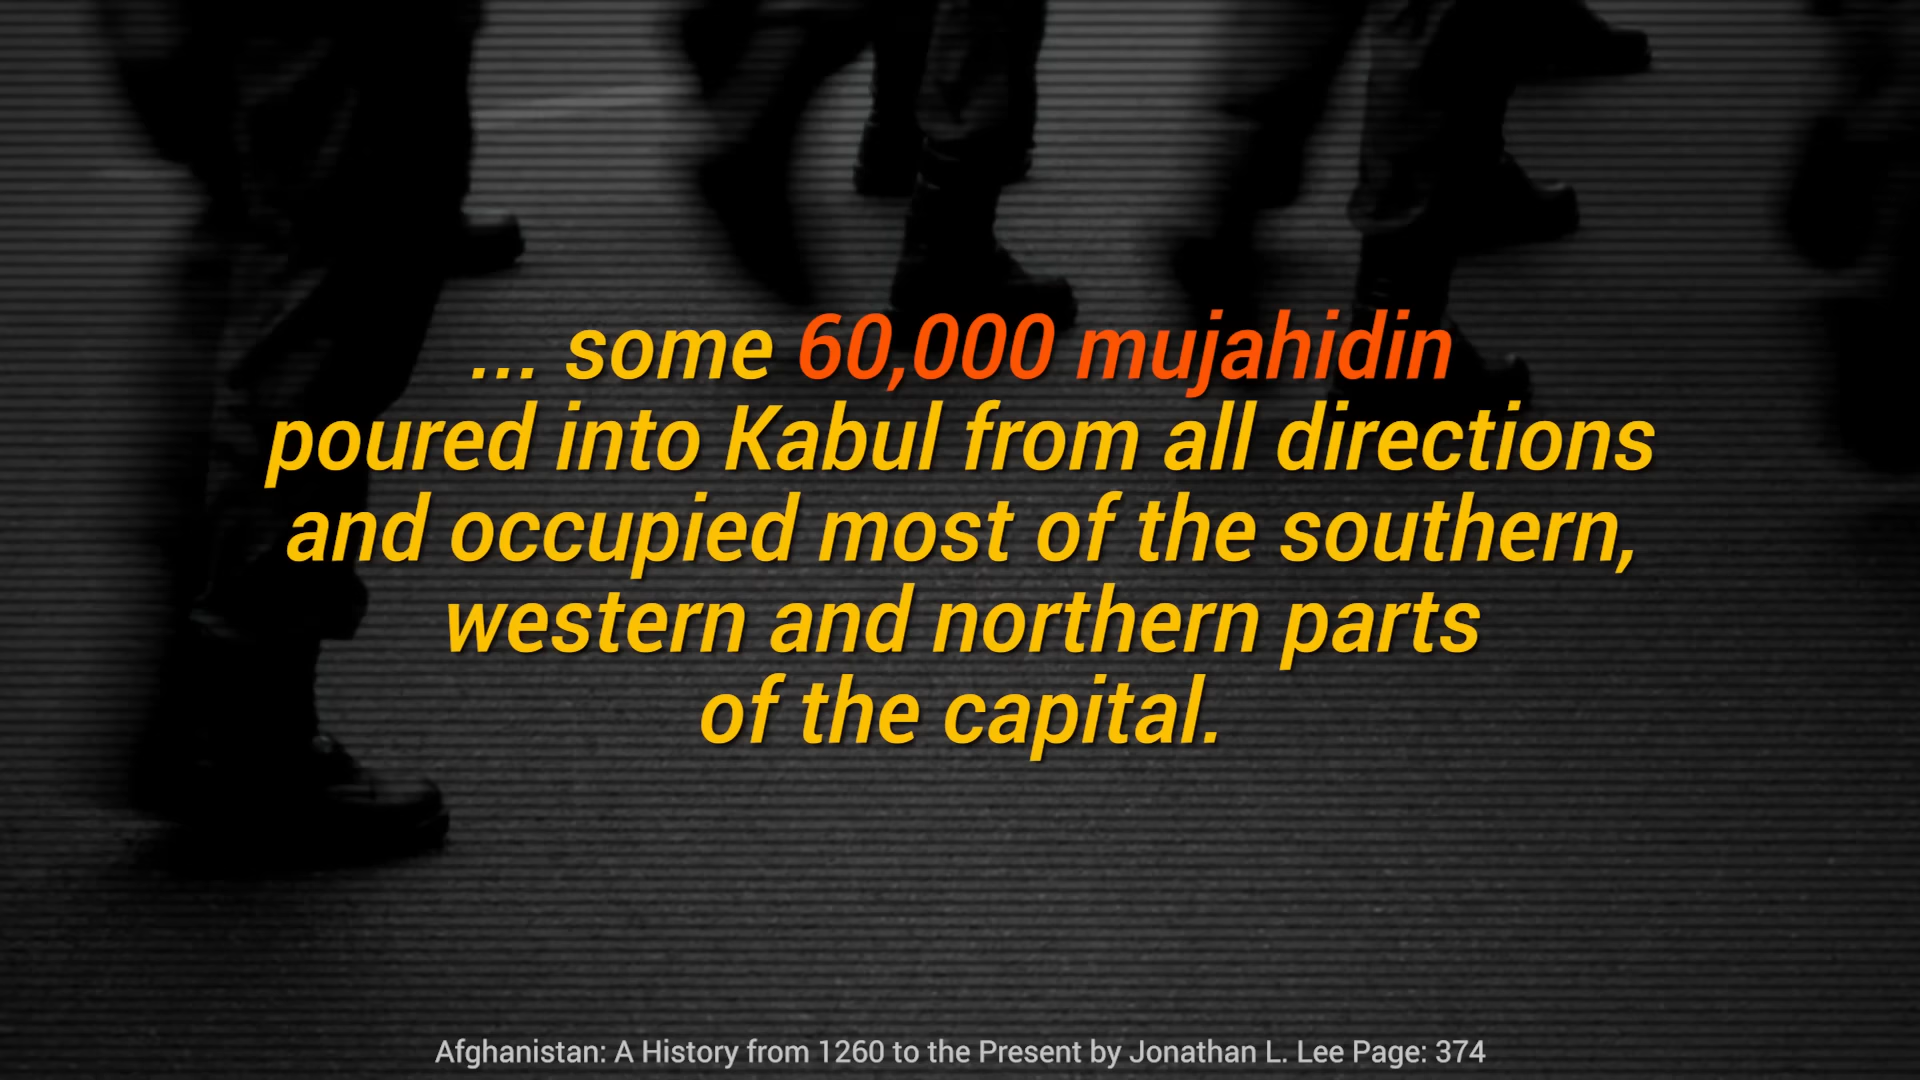 ... some 60,000 mujahidin
poured into Kabul from all directions
and occupied most of the southern,
western and northern parts
of the capital.
Afghanistan: A History from 1260 to the Present by Jonathan L. Lee Page: 374